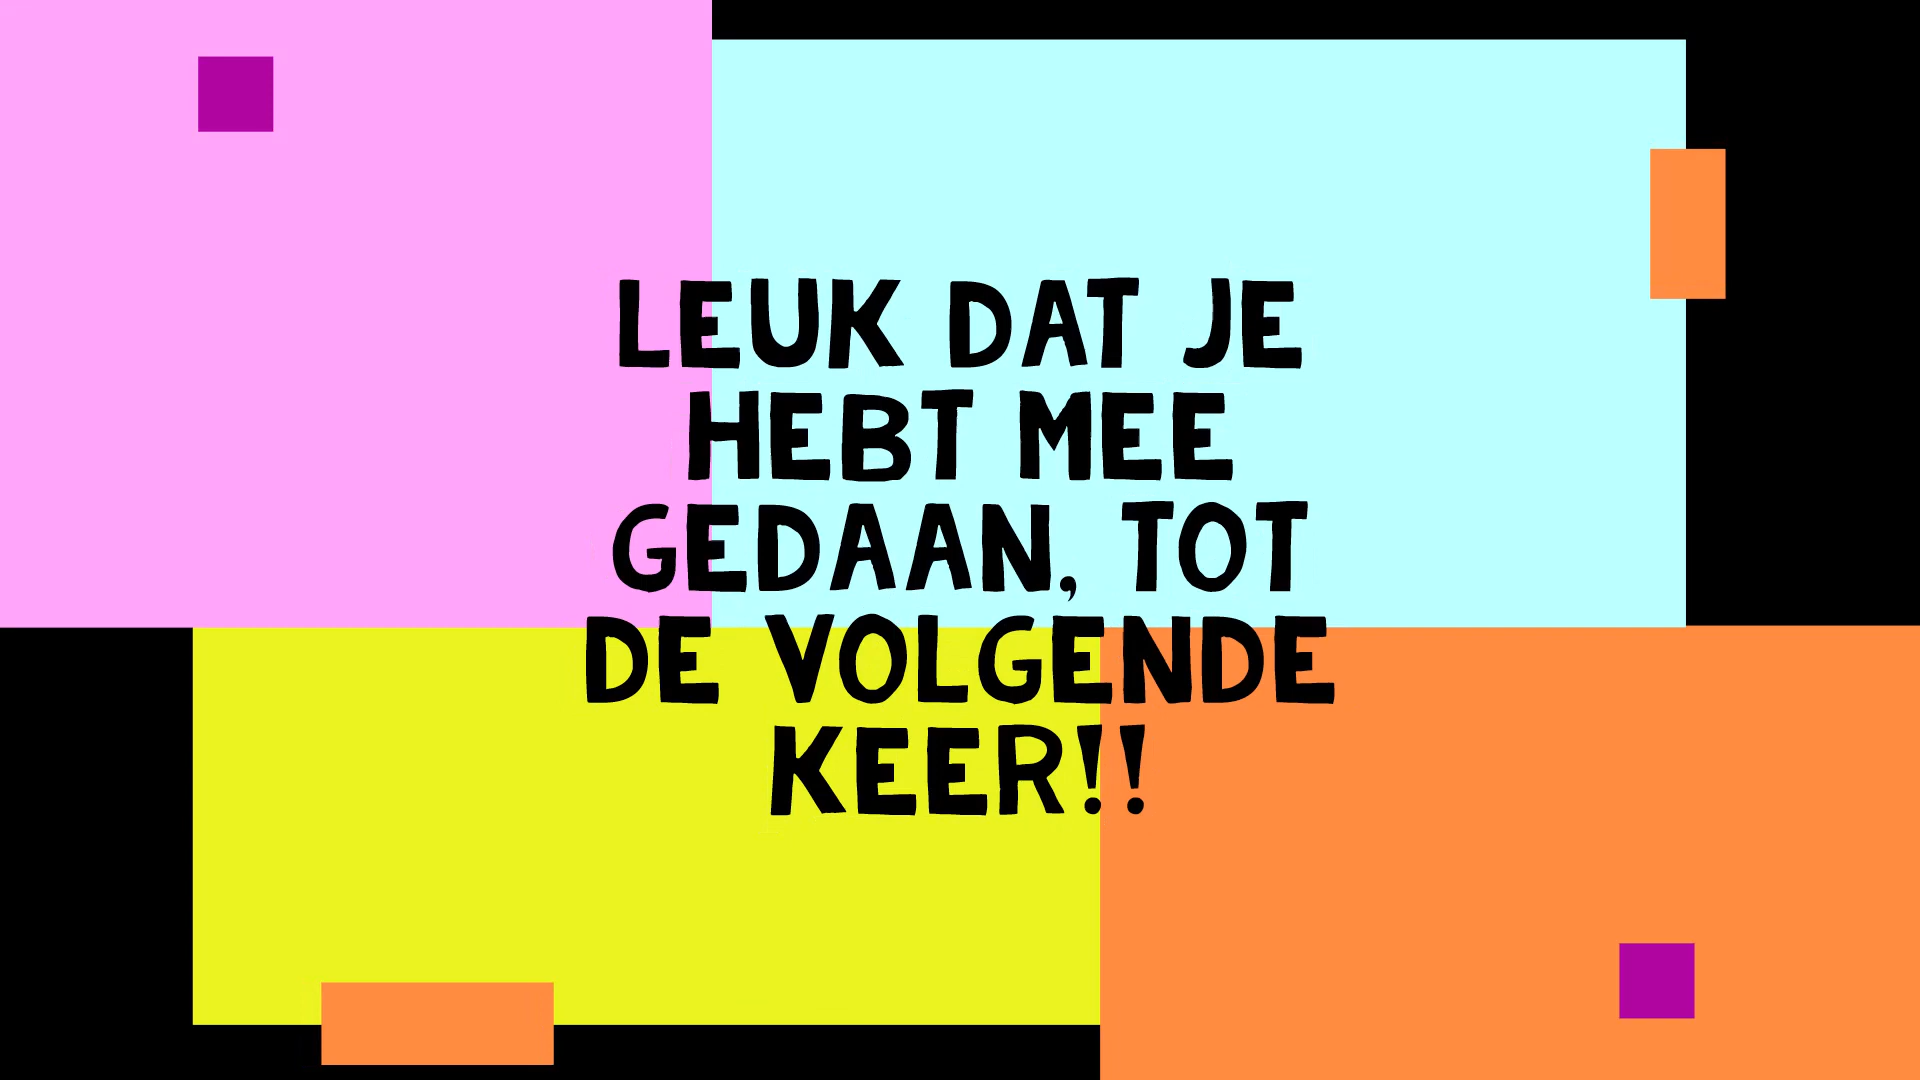 LEUK DAT JE
HEBT MEE
GEDAAN, TOT
DE VOLGENDE
KEER!!